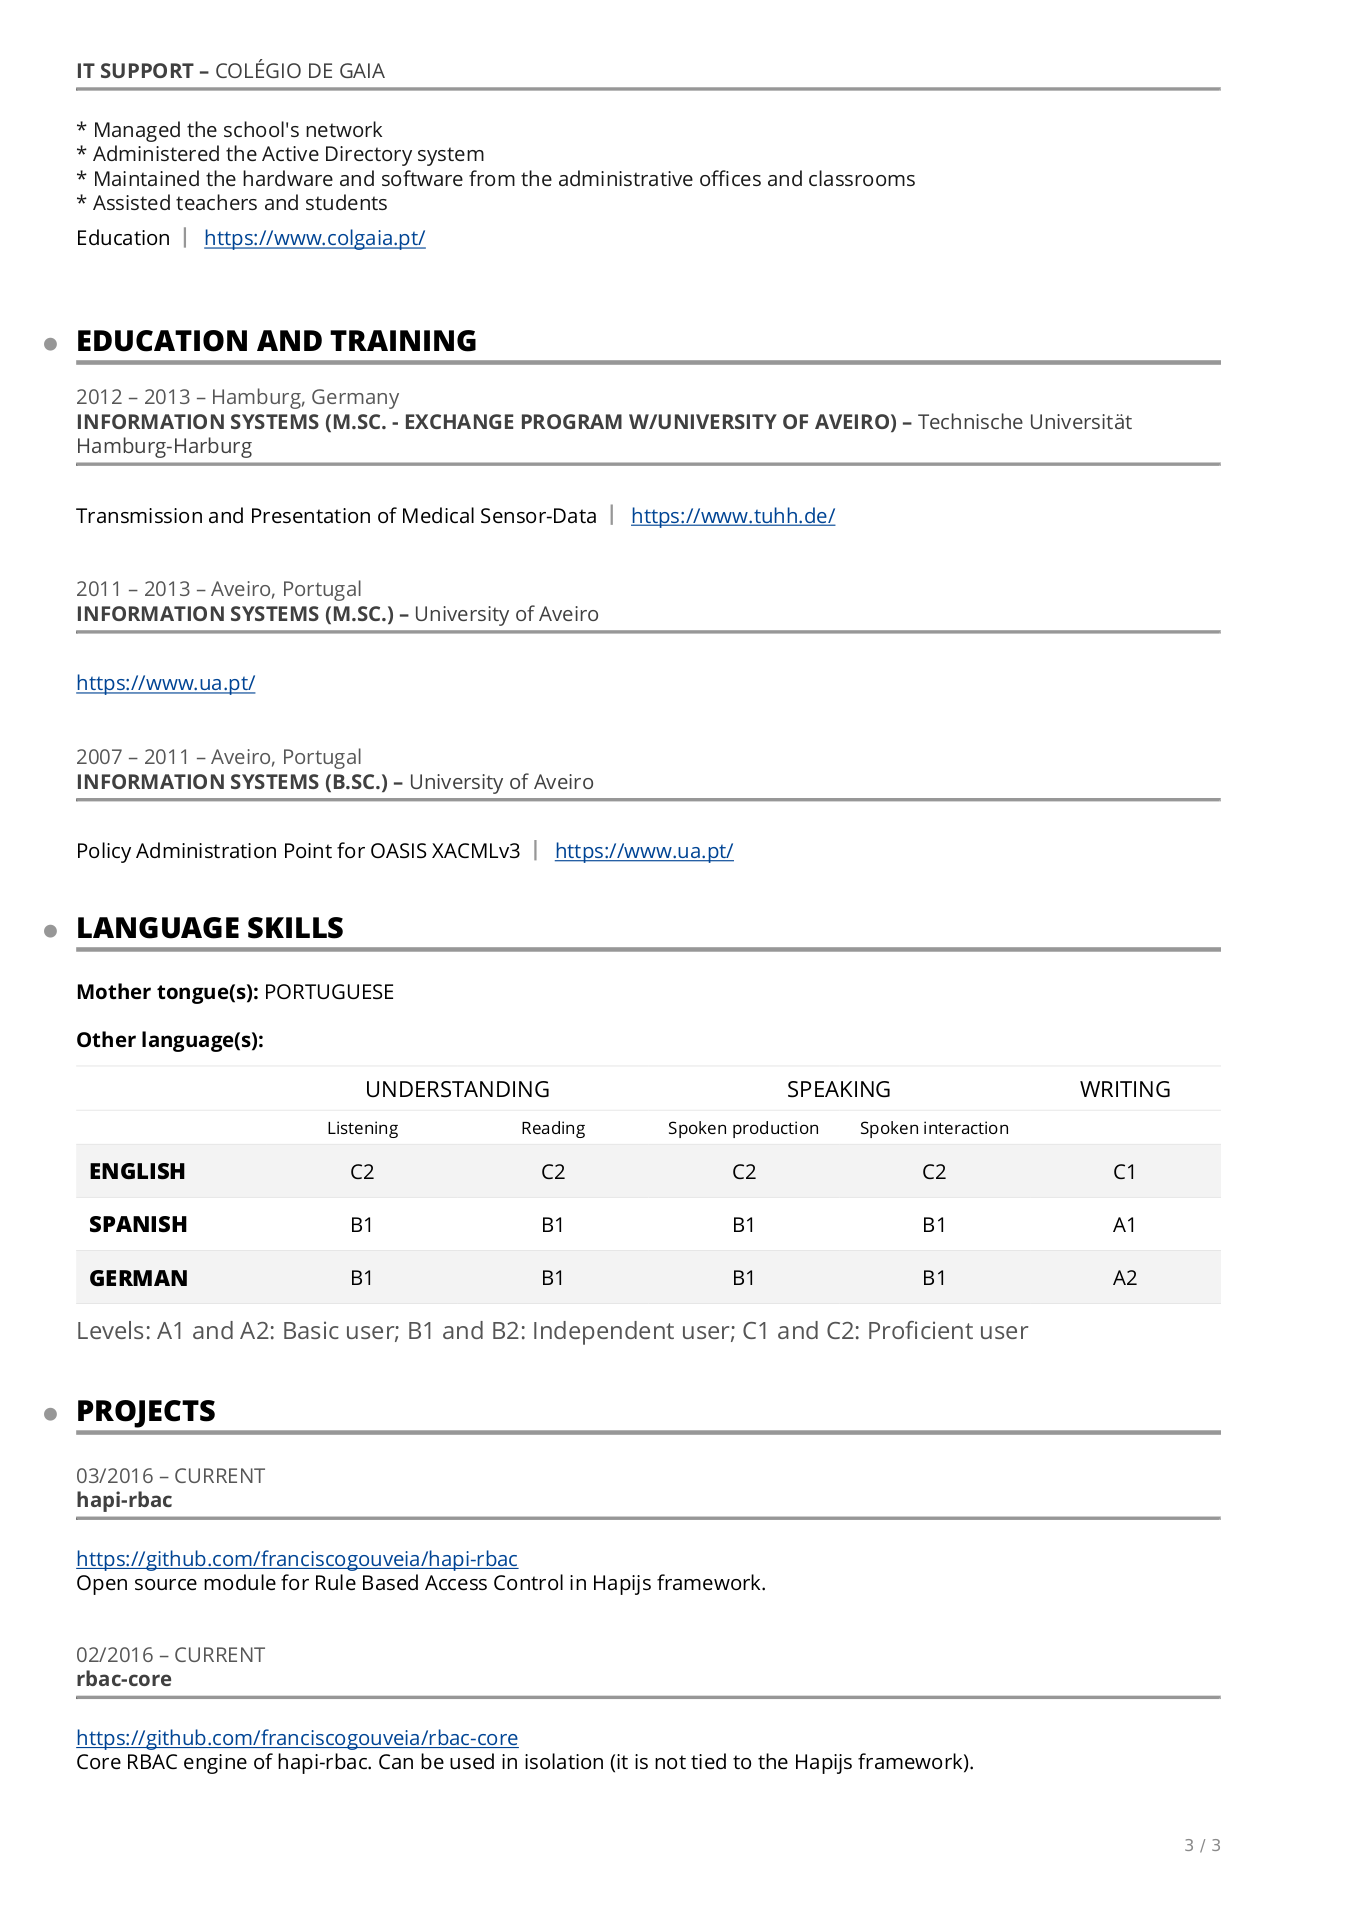 IT SUPPORT – COLÉGIO DE GAIA
* Managed the school's network
* Administered the Active Directory system
* Maintained the hardware and software from the administrative offices and classrooms
* Assisted teachers and students
Education | https://www.colgaia.pt/
EDUCATION AND TRAINING
2012 – 2013 – Hamburg, Germany
INFORMATION SYSTEMS (M.SC. - EXCHANGE PROGRAM W/UNIVERSITY OF AVEIRO) – Technische Universität
Hamburg-Harburg
Transmission and Presentation of Medical Sensor-Data | https://www.tuhh.de/
2011 – 2013 – Aveiro, Portugal
INFORMATION SYSTEMS (M.SC.) – University of Aveiro
https://www.ua.pt/
2007 – 2011 – Aveiro, Portugal
INFORMATION SYSTEMS (B.SC.) – University of Aveiro
Policy Administration Point for OASIS XACMLv3 | https://www.ua.pt/
LANGUAGE SKILLS
Mother tongue(s): PORTUGUESE
Other language(s):
UNDERSTANDING SPEAKING WRITING
Listening Reading Spoken production Spoken interaction
ENGLISH C2 C2 C2 C2 C1
SPANISH B1 B1 B1 B1 A1
GERMAN B1 B1 B1 B1 A2
Levels: A1 and A2: Basic user; B1 and B2: Independent user; C1 and C2: Proficient user
PROJECTS
03/2016 – CURRENT
hapi-rbac
https://github.com/franciscogouveia/hapi-rbac
Open source module for Rule Based Access Control in Hapijs framework.
02/2016 – CURRENT
rbac-core
https://github.com/franciscogouveia/rbac-core
Core RBAC engine of hapi-rbac. Can be used in isolation (it is not tied to the Hapijs framework).
3 / 3